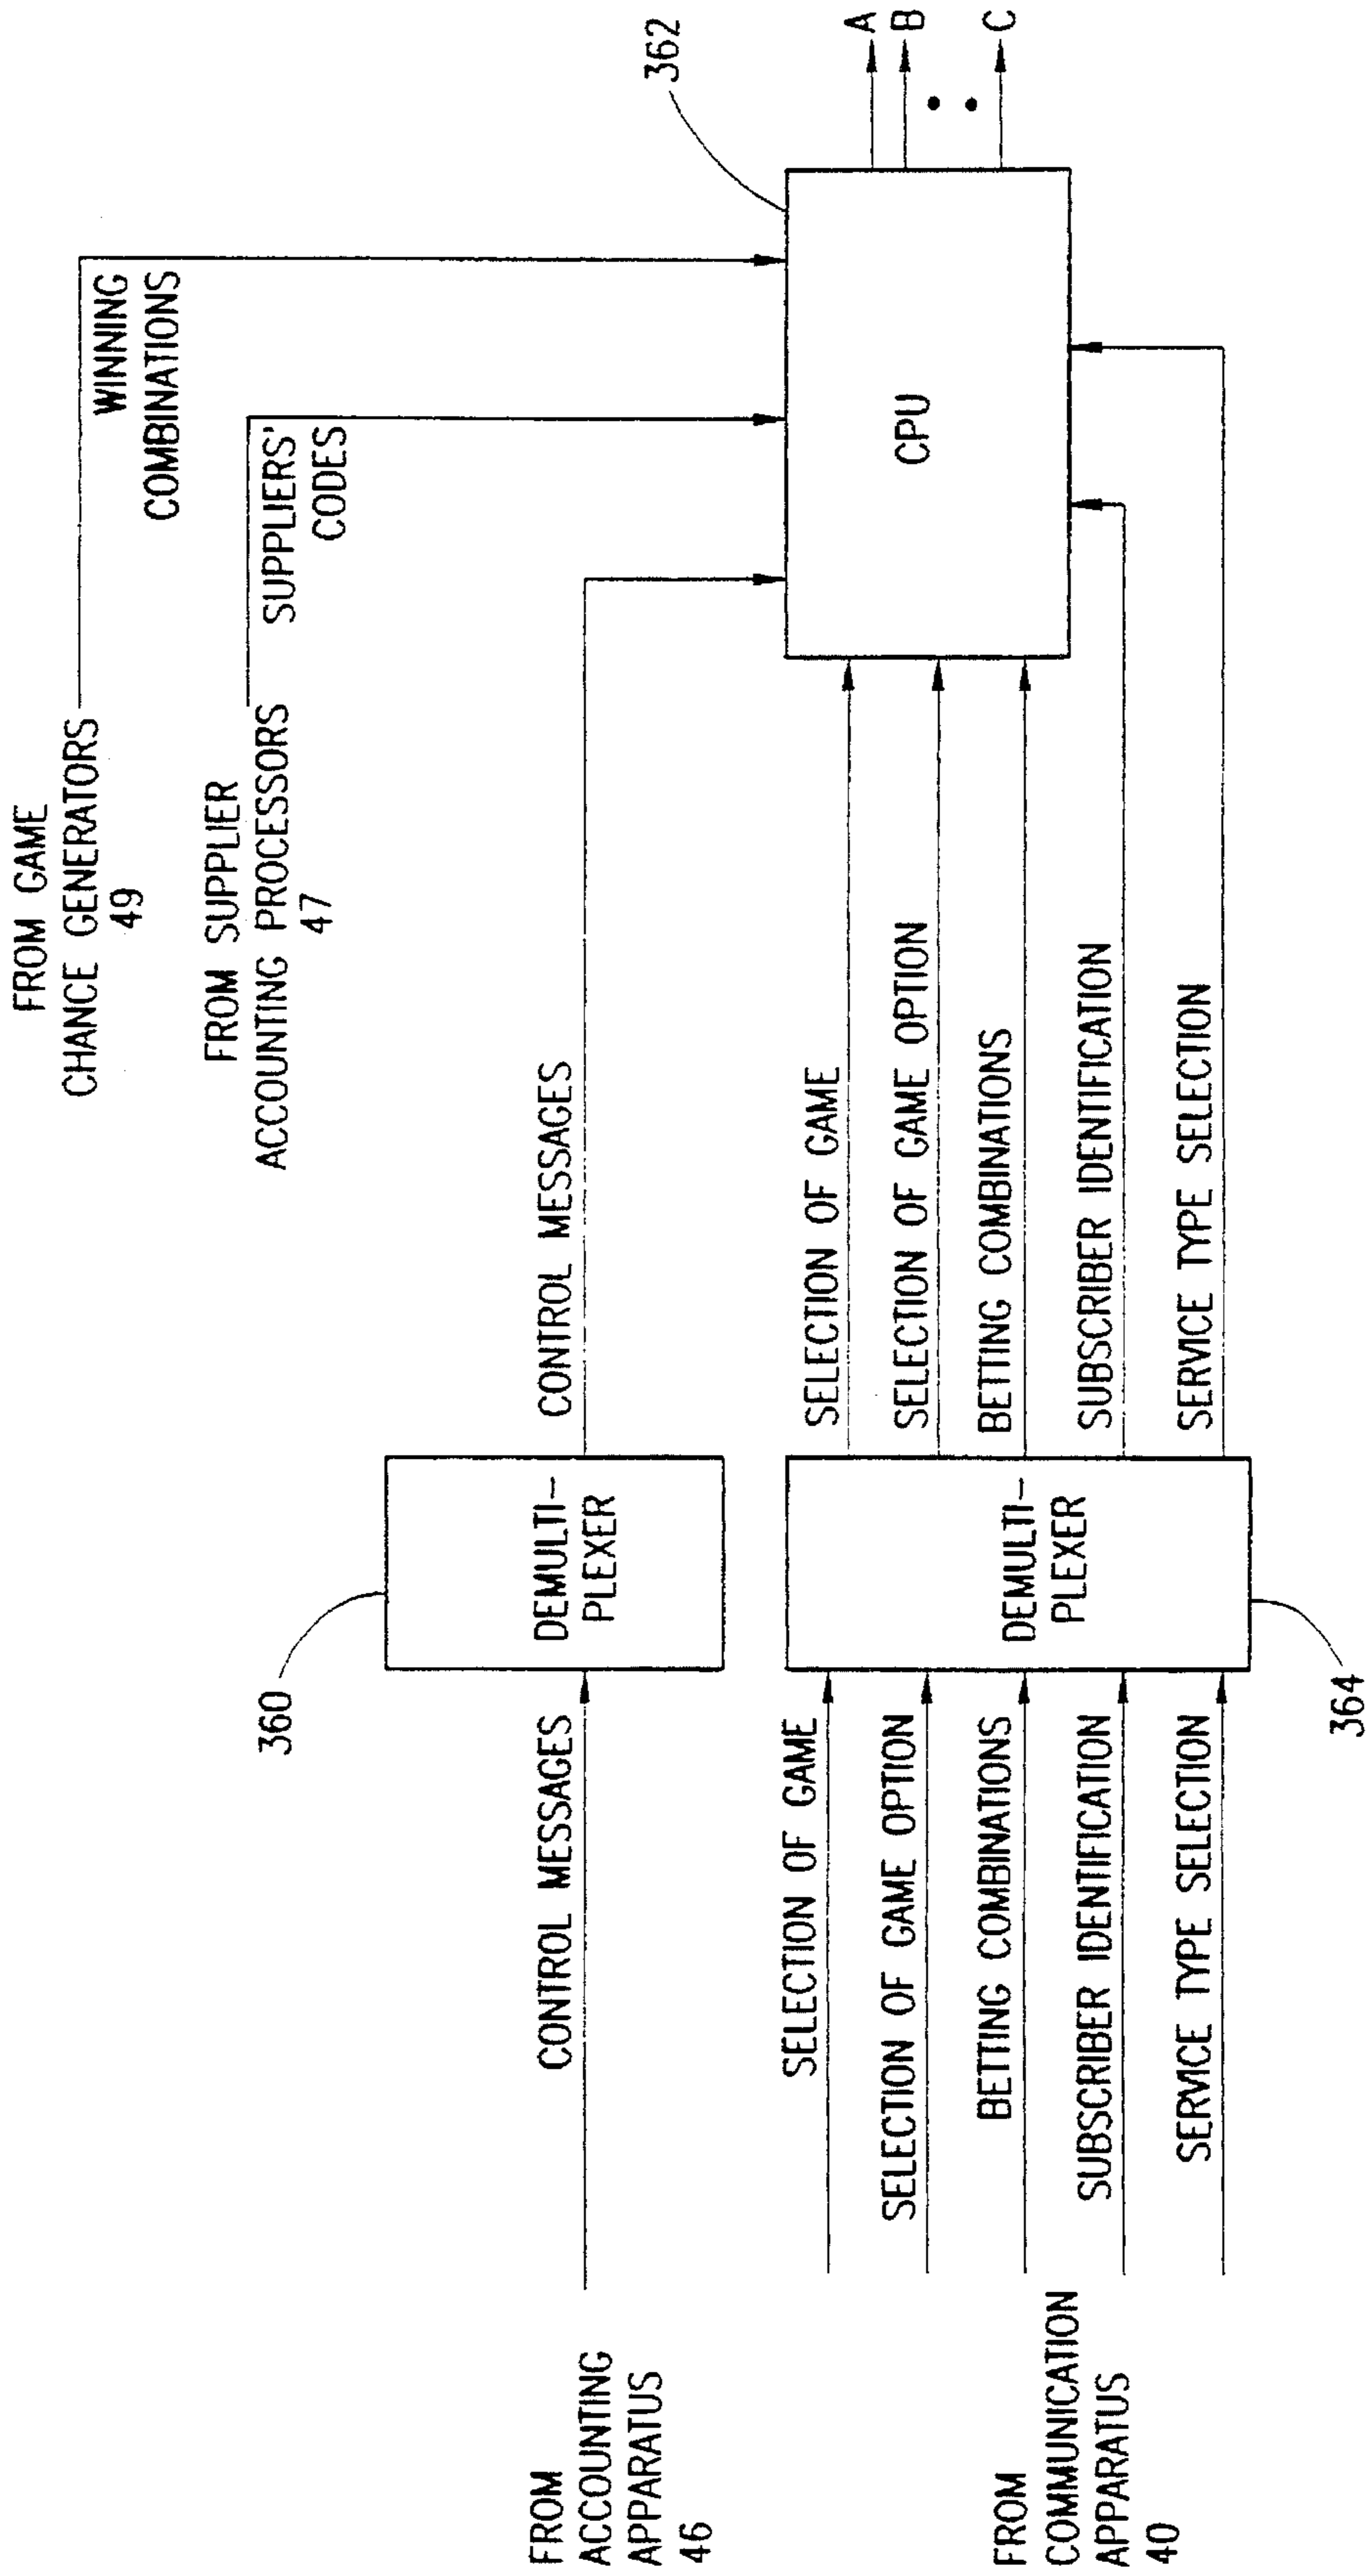 FROM GAME
CHANCE GENERATORS
49
WINNING
COMBINATIONS
FROM SUPPLIER
ACCOUNTING PROCESSORS
47
SUPPLIERS'
CODES
FROM
ACCOUNTING
APPARATUS
46
CONTROL MESSAGES
360
DEMULTI-
PLEXER
CONTROL MESSAGES
362
CPU
A
B
C
FROM
COMMUNICATION
APPARATUS
40
SELECTION OF GAME
SELECTION OF GAME OPTION
BETTING COMBINATIONS
SUBSCRIBER IDENTIFICATION
SERVICE TYPE SELECTION
DEMULTI-
PLEXER
364
SELECTION OF GAME
SELECTION OF GAME OPTION
BETTING COMBINATIONS
SUBSCRIBER IDENTIFICATION
SERVICE TYPE SELECTION